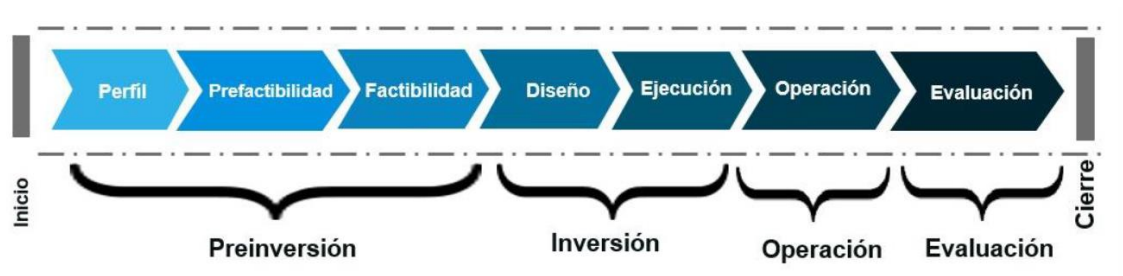 Perfil
Prefactibilidad
Factibilidad
Diseño
Ejecución
Operación
Evaluación
Inicio
Cierre
Preinversión
Inversión
Operación
Evaluación